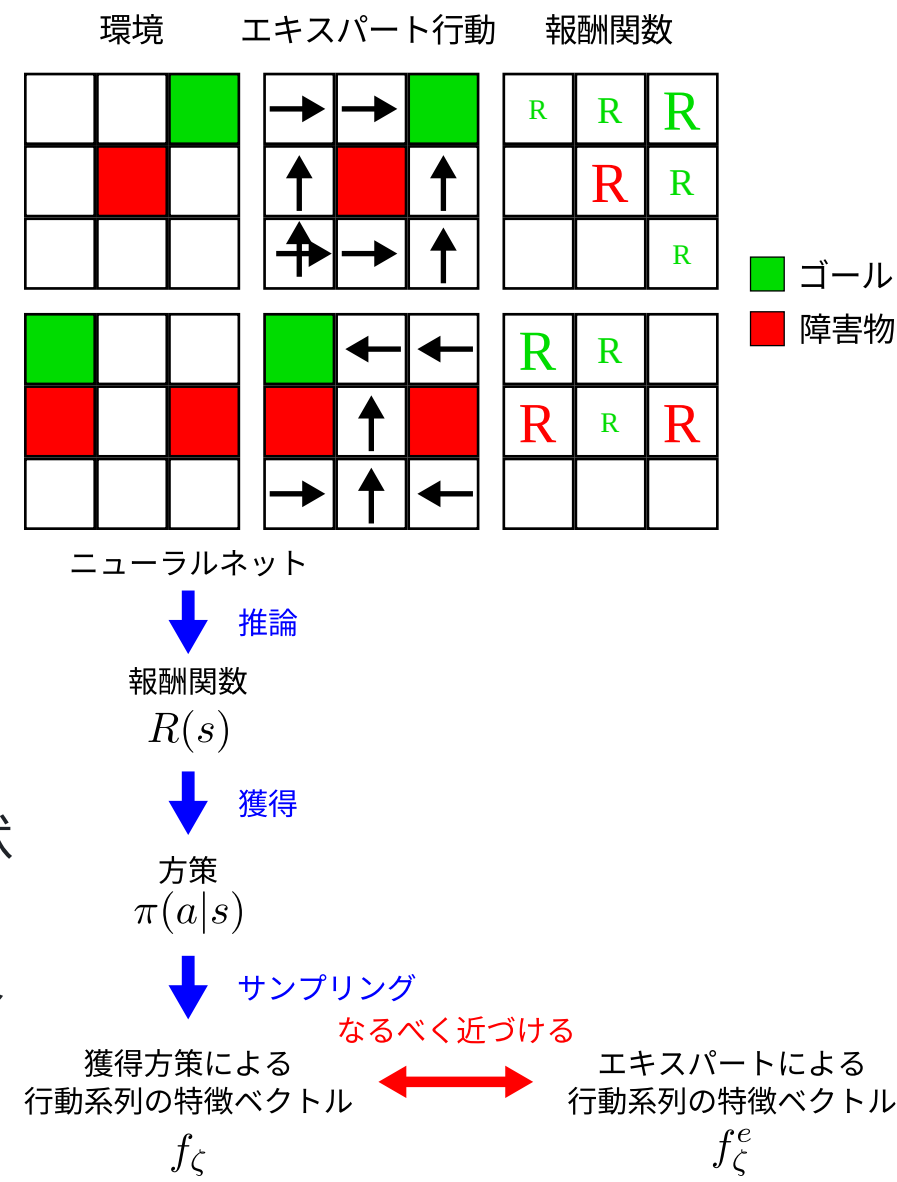 環境 エキスパート行動 報酬関数
R R R
R R
R
ゴール
障害物
R R
R R R
ニューラルネット
推論
報酬関数
R(s)
獲得
方策
π(a|s)
サンプリング
なるべく近づける
獲得方策による
行動系列の特徴ベクトル
f_ζ
エキスパートによる
行動系列の特徴ベクトル
f_ζ^e